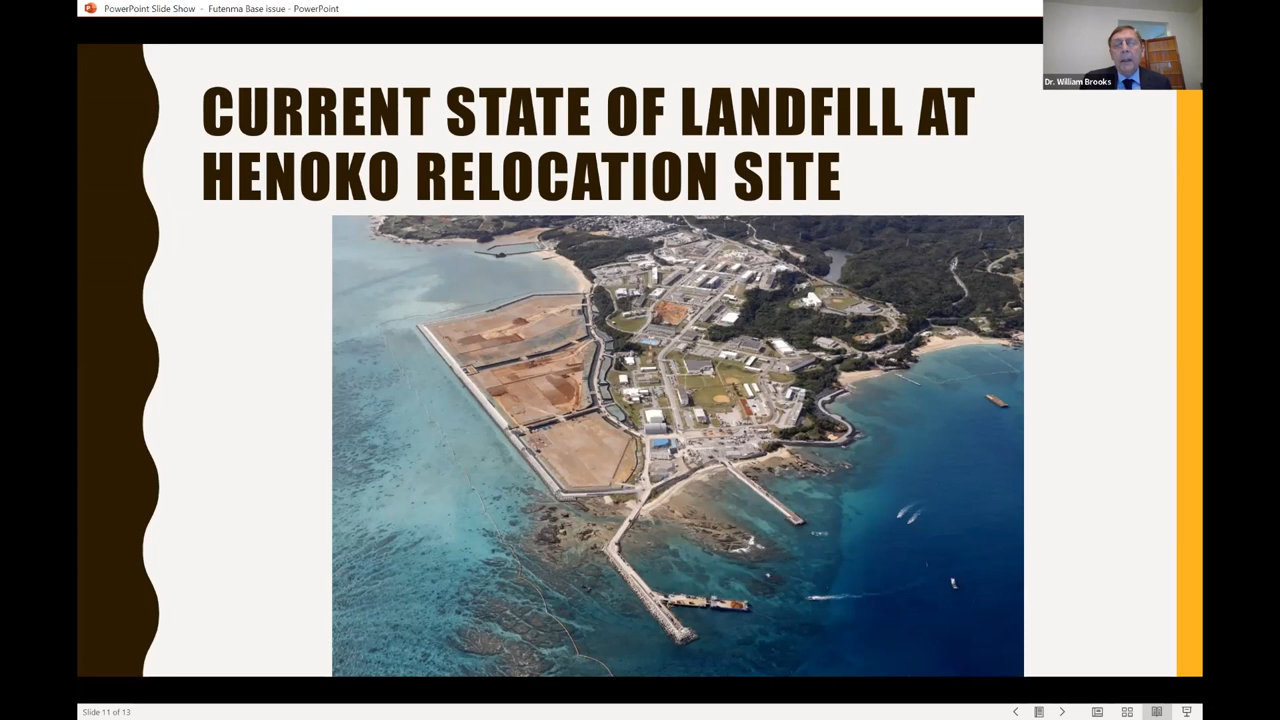 PowerPoint Slide Show - Futenma Base issue - PowerPoint
Dr. William Brooks
CURRENT STATE OF LANDFILL AT
HENOKO RELOCATION SITE
Slide 11 of 13